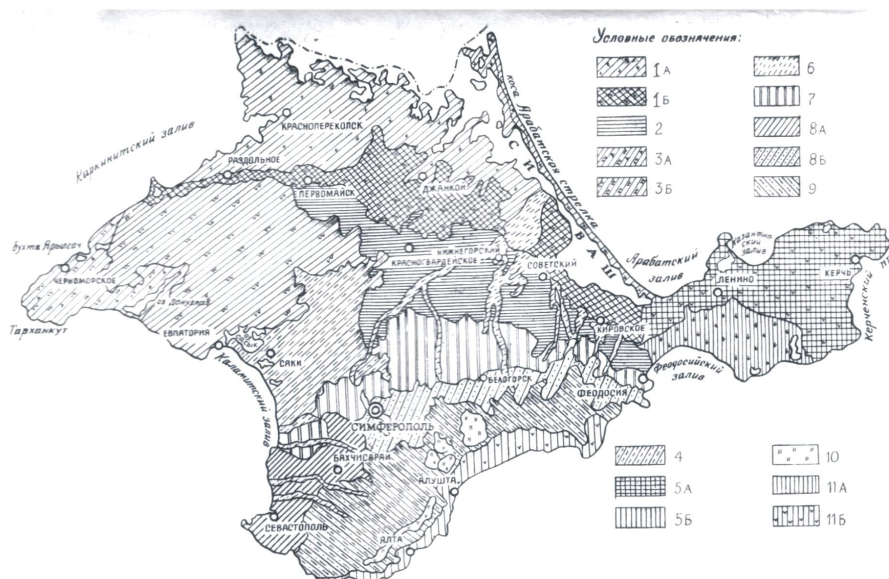 Условные обозначения:
1А
1Б
2
3А
3Б
6
7
8А
8Б
9
Каркинитский залив
КРАСНОПЕРЕКОПСК
РАЗДОЛЬНОЕ
ПЕРВОМАЙСК
ДЖАНКОЙ
коса Арабатская стрелка
СИВАШ
НИЖНЕГОРСКИЙ
КРАСНОГВАРДЕЙСКОЕ
СОВЕТСКИЙ
Арабатский залив
Казантипский залив
бухта Ярылгач
ЧЕРНОМОРСКОЕ
оз Донузлав
Тарханкут
ЕВПАТОРИЯ
САКИ
Каламитский залив
ЛЕНИНО
КЕРЧЬ
Керченский
КИРОВСКОЕ
Феодосийский залив
БЕЛОГОРСК
ФЕОДОСИЯ
СИМФЕРОПОЛЬ
БАХЧИСАРАЙ
АЛУШТА
СЕВАСТОПОЛЬ
ЯЛТА
4
5А
5Б
10
11А
11Б